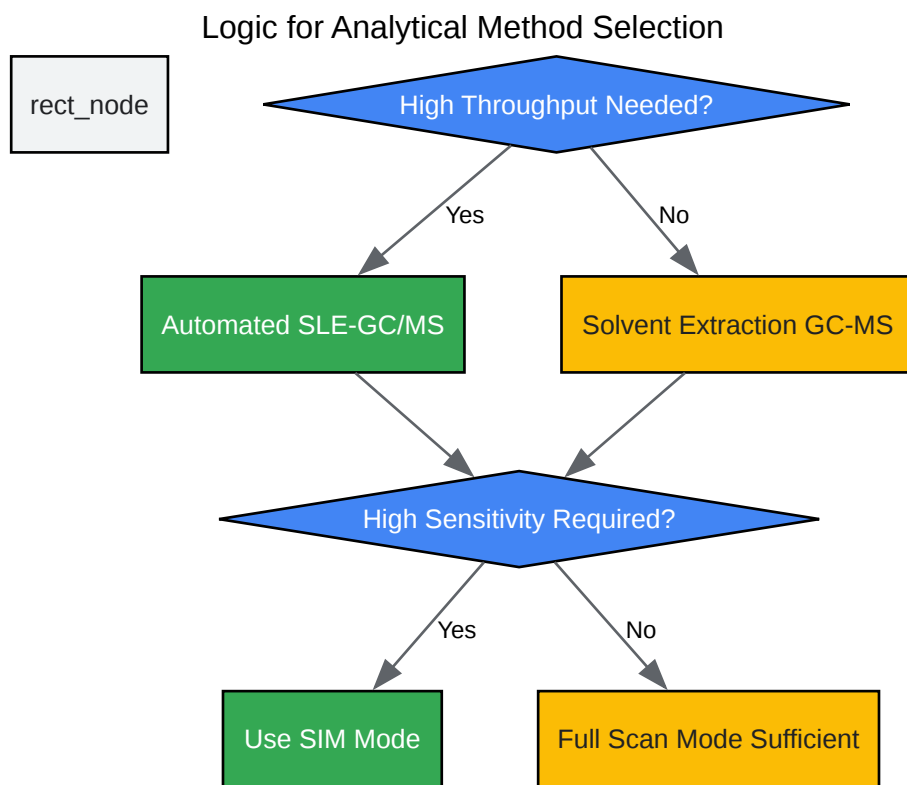 Logic for Analytical Method Selection
rect_node
High Throughput Needed?
Yes
No
Automated SLE-GC/MS
Solvent Extraction GC-MS
High Sensitivity Required?
Yes
No
Use SIM Mode
Full Scan Mode Sufficient